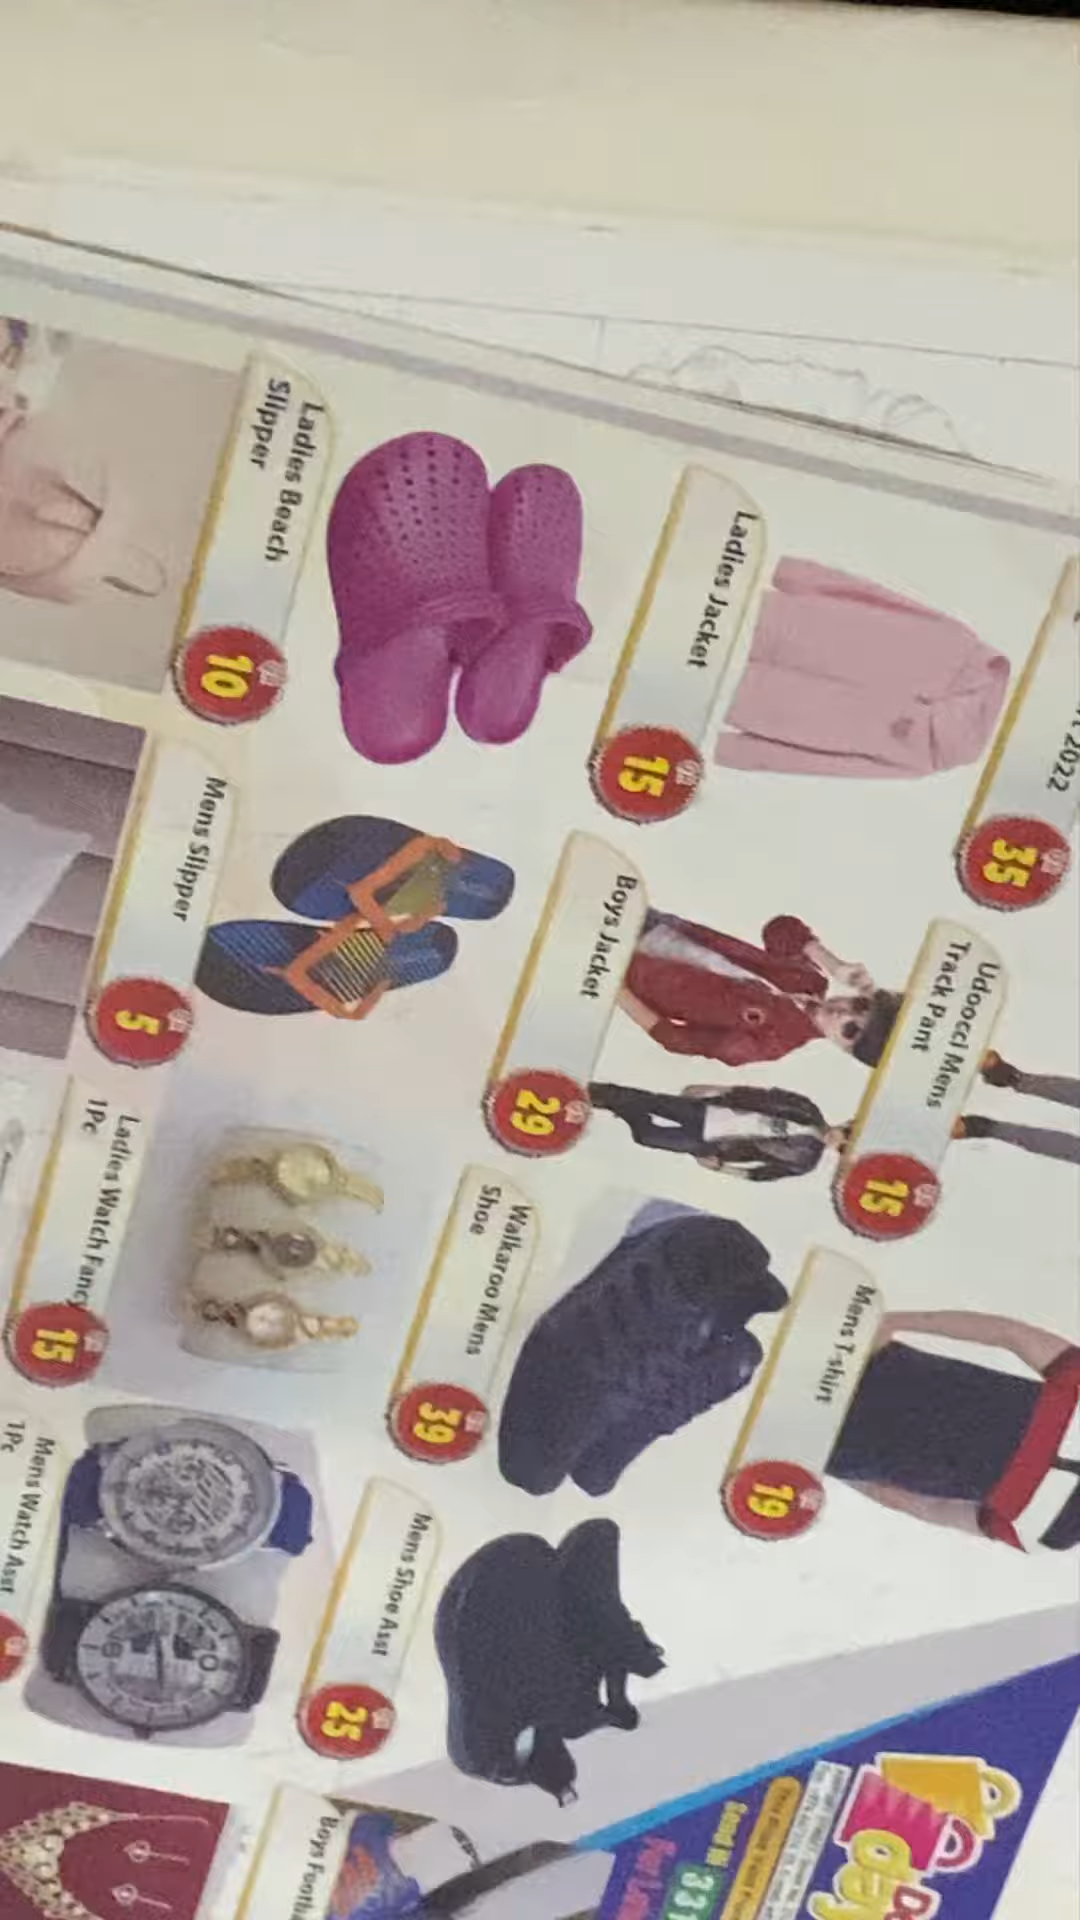 2022
35
Ladies Jacket
15
Ladies Beach
Slipper
10
Udoocci Mens
Track Pant
15
Boys Jacket
29
Mens Slipper
5
Mens T-shirt
19
Walkaroo Mens
Shoe
39
Ladies Watch Fancy
1Pc
15
Mens Shoe Asst
25
Mens Watch Asst
1Pc
Boys
331